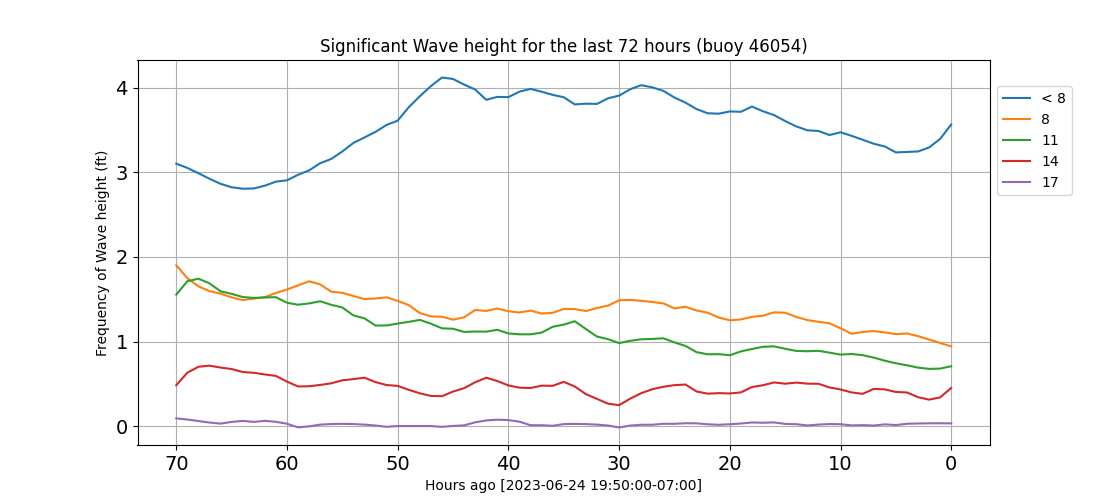 Significant Wave height for the last 72 hours (buoy 46054)
Frequency of Wave height (ft)
4
3
2
1
0
70 60 50 40 30 20 10 0
Hours ago [2023-06-24 19:50:00-07:00]
< 8
8
11
14
17